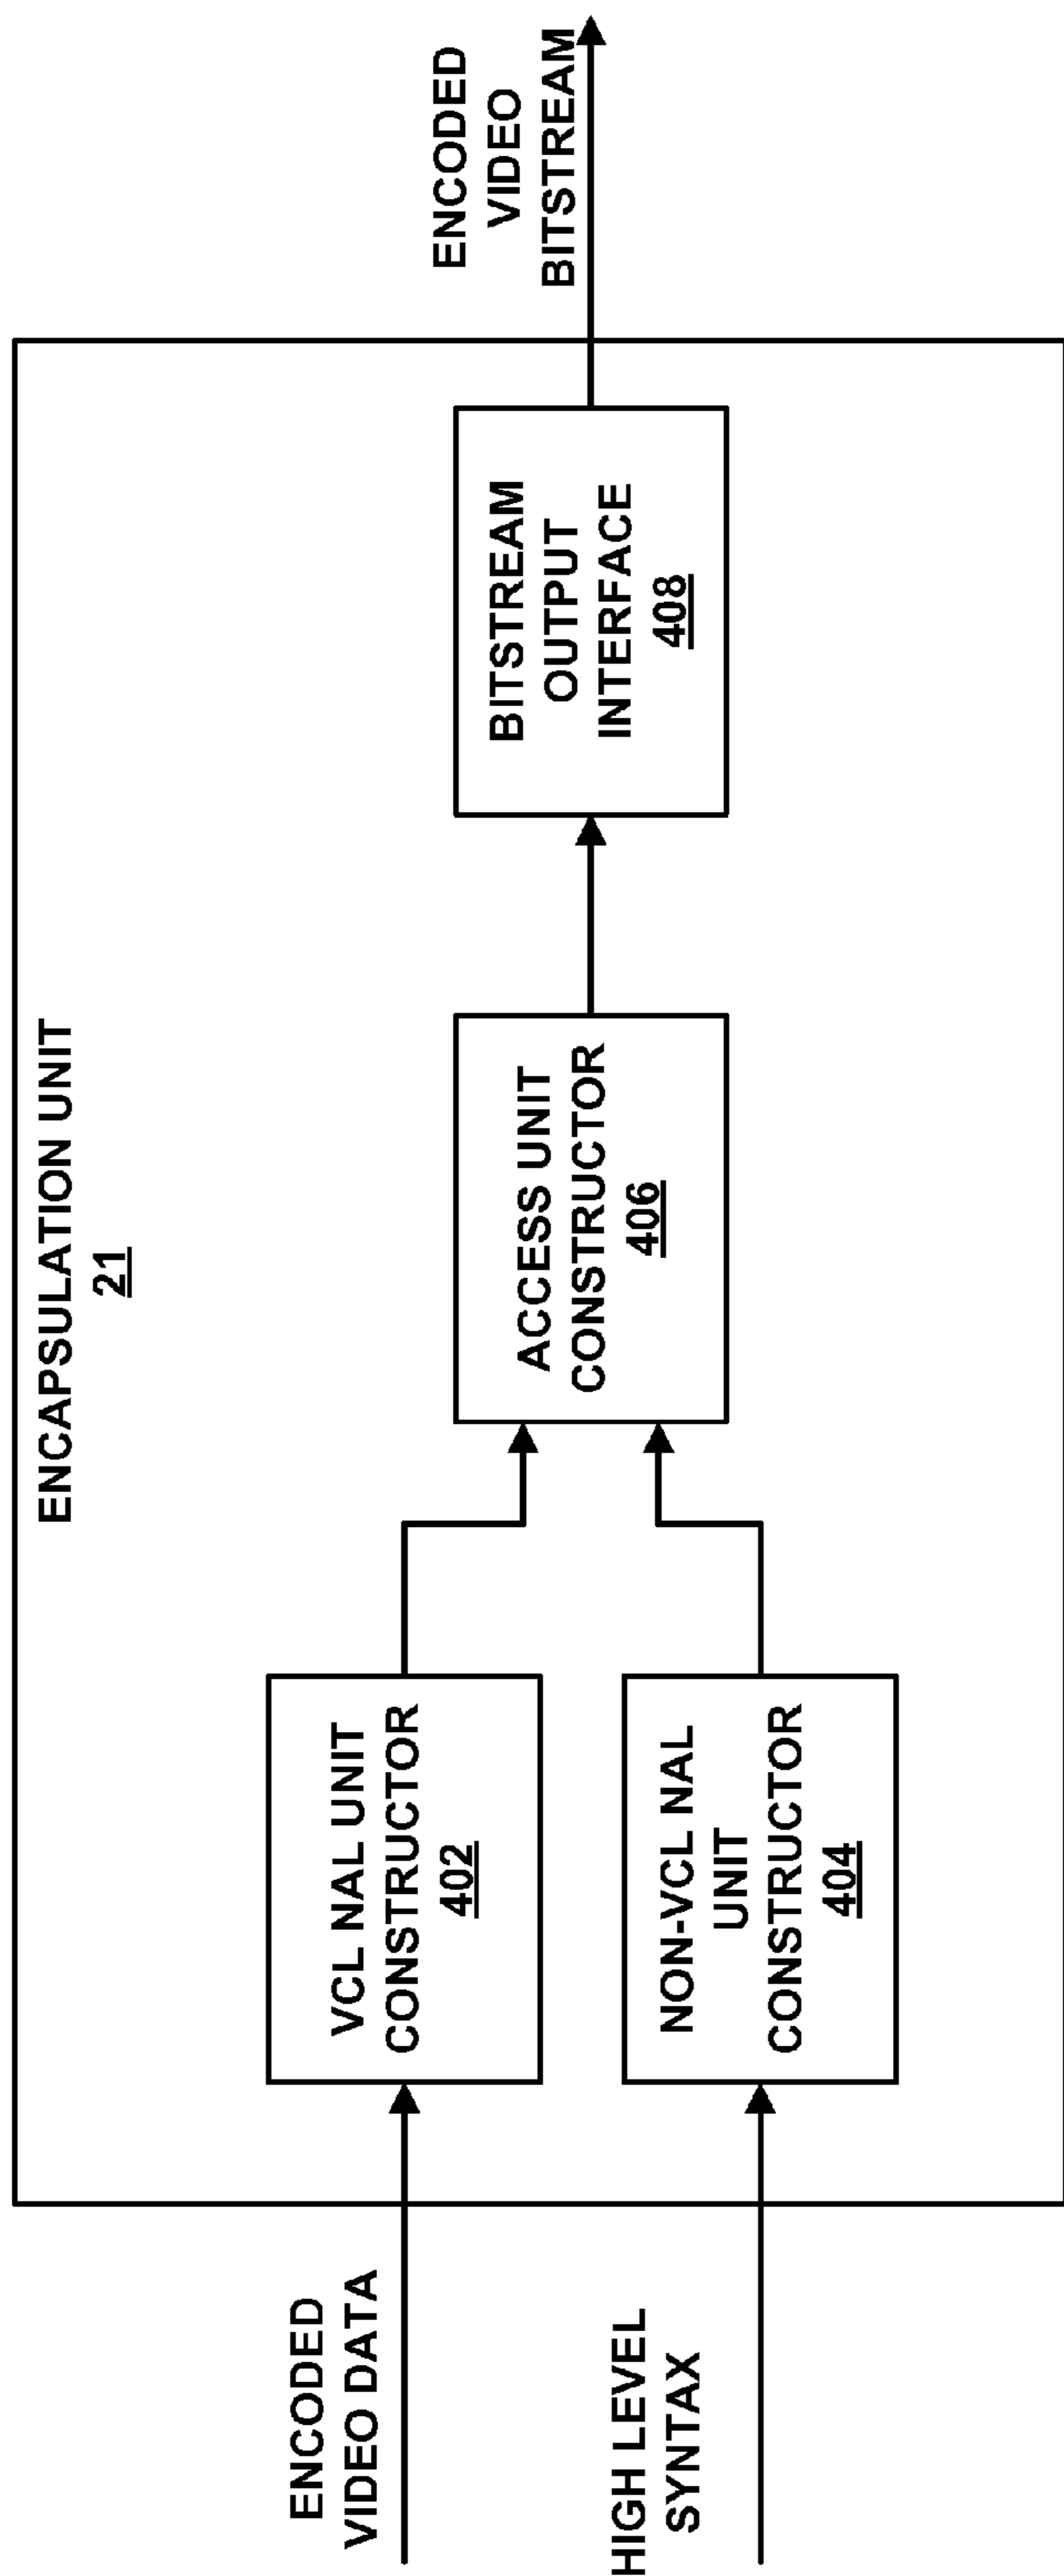 ENCAPSULATION UNIT
21
ENCODED
VIDEO DATA
VCL NAL UNIT
CONSTRUCTOR
402
HIGH LEVEL
SYNTAX
NON-VCL NAL
UNIT
CONSTRUCTOR
404
ACCESS UNIT
CONSTRUCTOR
406
BITSTREAM
OUTPUT
INTERFACE
408
ENCODED
VIDEO
BITSTREAM